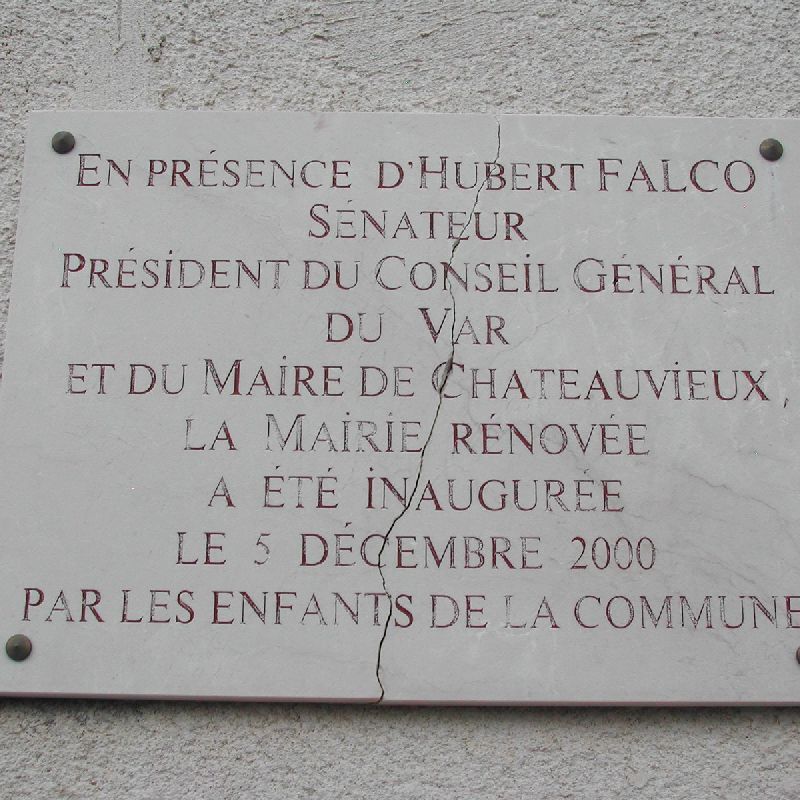 EN PRÉSENCE D'HUBERT FALCO
SÉNATEUR
PRÉSIDENT DU CONSEIL GÉNÉRAL
DU VAR
ET DU MAIRE DE CHATEAUVIEUX,
LA MAIRIE RÉNOVÉE
A ÉTÉ INAUGURÉE
LE 5 DÉCEMBRE 2000
PAR LES ENFANTS DE LA COMMUNE